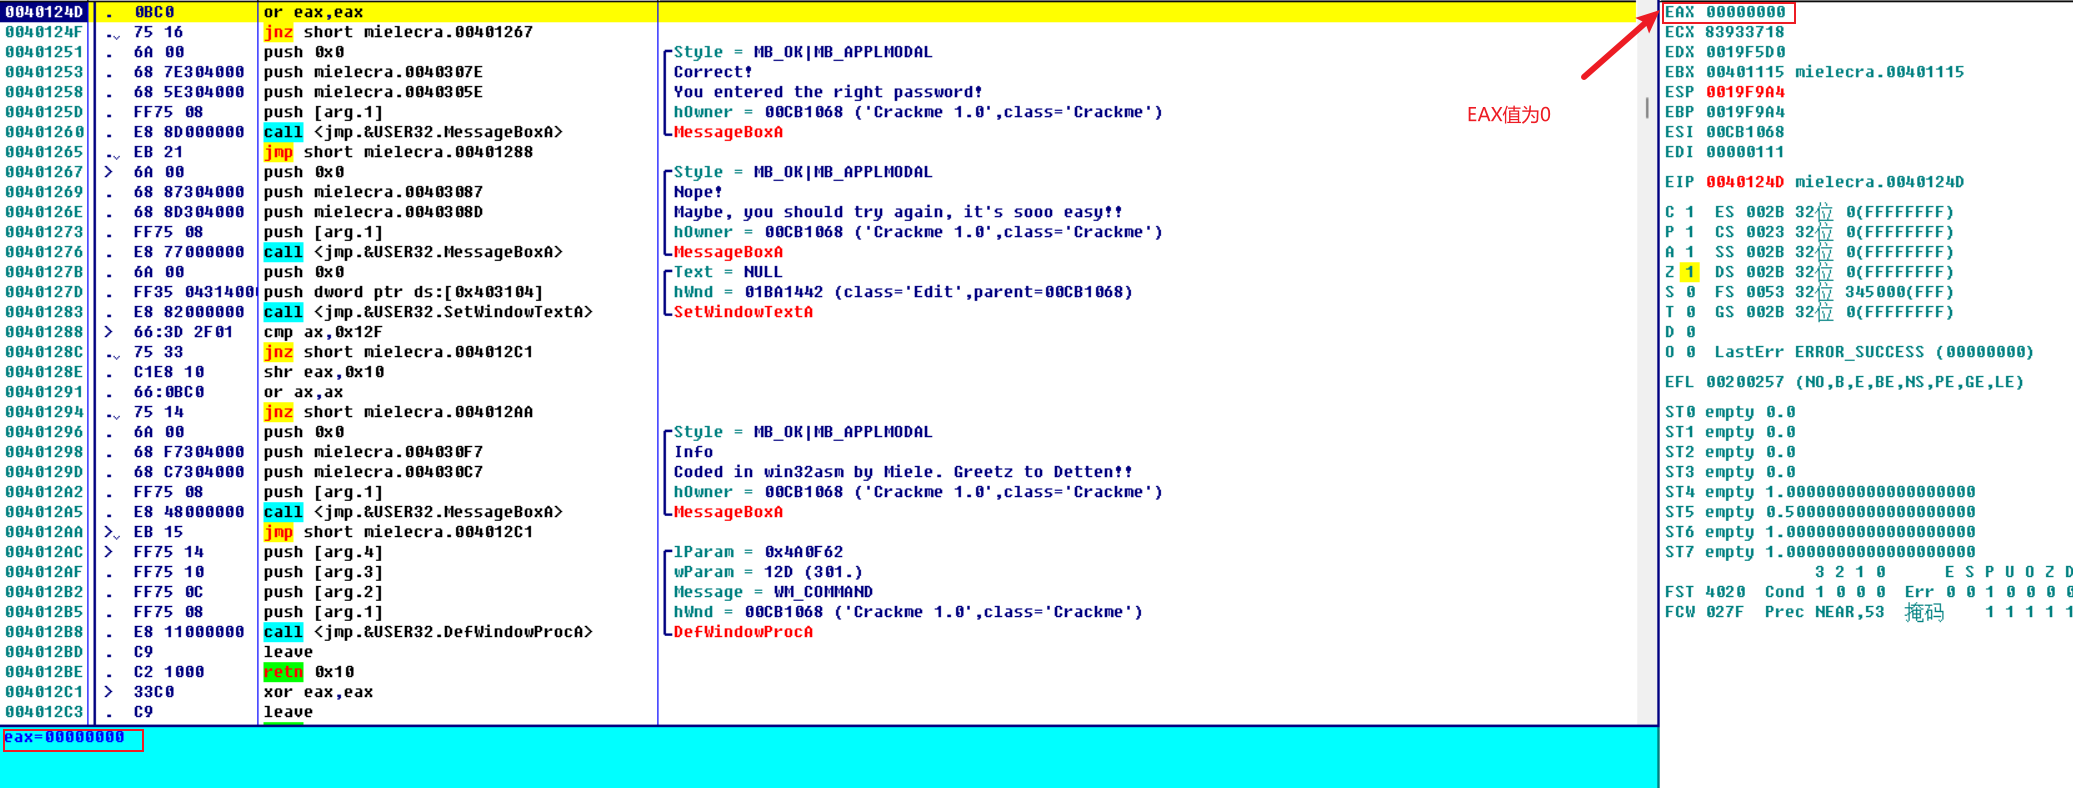 0040124D . 0BC0 or eax,eax
0040124F . 75 16 jnz short mielecra.00401267
00401251 . 6A 00 push 0x0 Style = MB_OK|MB_APPLMODAL
00401253 . 68 7E304000 push mielecra.0040307E Correct!
00401258 . 68 5E304000 push mielecra.0040305E You entered the right password!
0040125D . FF75 08 push [arg.1] hOwner = 00CB1068 ('Crackme 1.0',class='Crackme')
00401260 . E8 8D000000 call <jmp.&USER32.MessageBoxA> MessageBoxA
00401265 . EB 21 jmp short mielecra.00401288
00401267 > 6A 00 push 0x0 Style = MB_OK|MB_APPLMODAL
00401269 . 68 87304000 push mielecra.00403087 Nope!
0040126E . 68 8D304000 push mielecra.0040308D Maybe, you should try again, it's sooo easy!!
00401273 . FF75 08 push [arg.1] hOwner = 00CB1068 ('Crackme 1.0',class='Crackme')
00401276 . E8 77000000 call <jmp.&USER32.MessageBoxA> MessageBoxA
0040127B . 6A 00 push 0x0 Text = NULL
0040127D . FF35 0431400 push dword ptr ds:[0x403104] hWnd = 01BA1442 (class='Edit',parent=00CB1068)
00401283 . E8 82000000 call <jmp.&USER32.SetWindowTextA> SetWindowTextA
00401288 > 66:3D 2F01 cmp ax,0x12F
0040128C . 75 33 jnz short mielecra.004012C1
0040128E . C1E8 10 shr eax,0x10
00401291 . 66:0BC0 or ax,ax
00401294 . 75 14 jnz short mielecra.004012AA
00401296 . 6A 00 push 0x0 Style = MB_OK|MB_APPLMODAL
00401298 . 68 F7304000 push mielecra.004030F7 Info
0040129D . 68 C7304000 push mielecra.004030C7 Coded in win32asm by Miele. Greetz to Detten!!
004012A2 . FF75 08 push [arg.1] hOwner = 00CB1068 ('Crackme 1.0',class='Crackme')
004012A5 . E8 48000000 call <jmp.&USER32.MessageBoxA> MessageBoxA
004012AA > EB 15 jmp short mielecra.004012C1
004012AC > FF75 14 push [arg.4] lParam = 0x4A0F62
004012AF . FF75 10 push [arg.3] wParam = 12D (301.)
004012B2 . FF75 0C push [arg.2] Message = WM_COMMAND
004012B5 . FF75 08 push [arg.1] hWnd = 00CB1068 ('Crackme 1.0',class='Crackme')
004012B8 . E8 11000000 call <jmp.&USER32.DefWindowProcA> DefWindowProcA
004012BD . C9 leave
004012BE . C2 1000 retn 0x10
004012C1 > 33C0 xor eax,eax
004012C3 . C9 leave
eax=00000000
EAX值为0
EAX 00000000
ECX 83933718
EDX 0019F5D0
EBX 00401115 mielecra.00401115
ESP 0019F9A4
EBP 0019F9A4
ESI 00CB1068
EDI 00000111
EIP 0040124D mielecra.0040124D
C 1 ES 002B 32位 0(FFFFFFFF)
P 1 CS 0023 32位 0(FFFFFFFF)
A 1 SS 002B 32位 0(FFFFFFFF)
Z 1 DS 002B 32位 0(FFFFFFFF)
S 0 FS 0053 32位 345000(FFF)
T 0 GS 002B 32位 0(FFFFFFFF)
D 0
O 0 LastErr ERROR_SUCCESS (00000000)
EFL 00200257 (NO,B,E,BE,NS,PE,GE,LE)
ST0 empty 0.0
ST1 empty 0.0
ST2 empty 0.0
ST3 empty 0.0
ST4 empty 1.0000000000000000000
ST5 empty 0.5000000000000000000
ST6 empty 1.0000000000000000000
ST7 empty 1.0000000000000000000
3 2 1 0 E S P U O Z D
FST 4020 Cond 1 0 0 0 Err 0 0 1 0 0 0 0
FCW 027F Prec NEAR,53 掩码 1 1 1 1 1